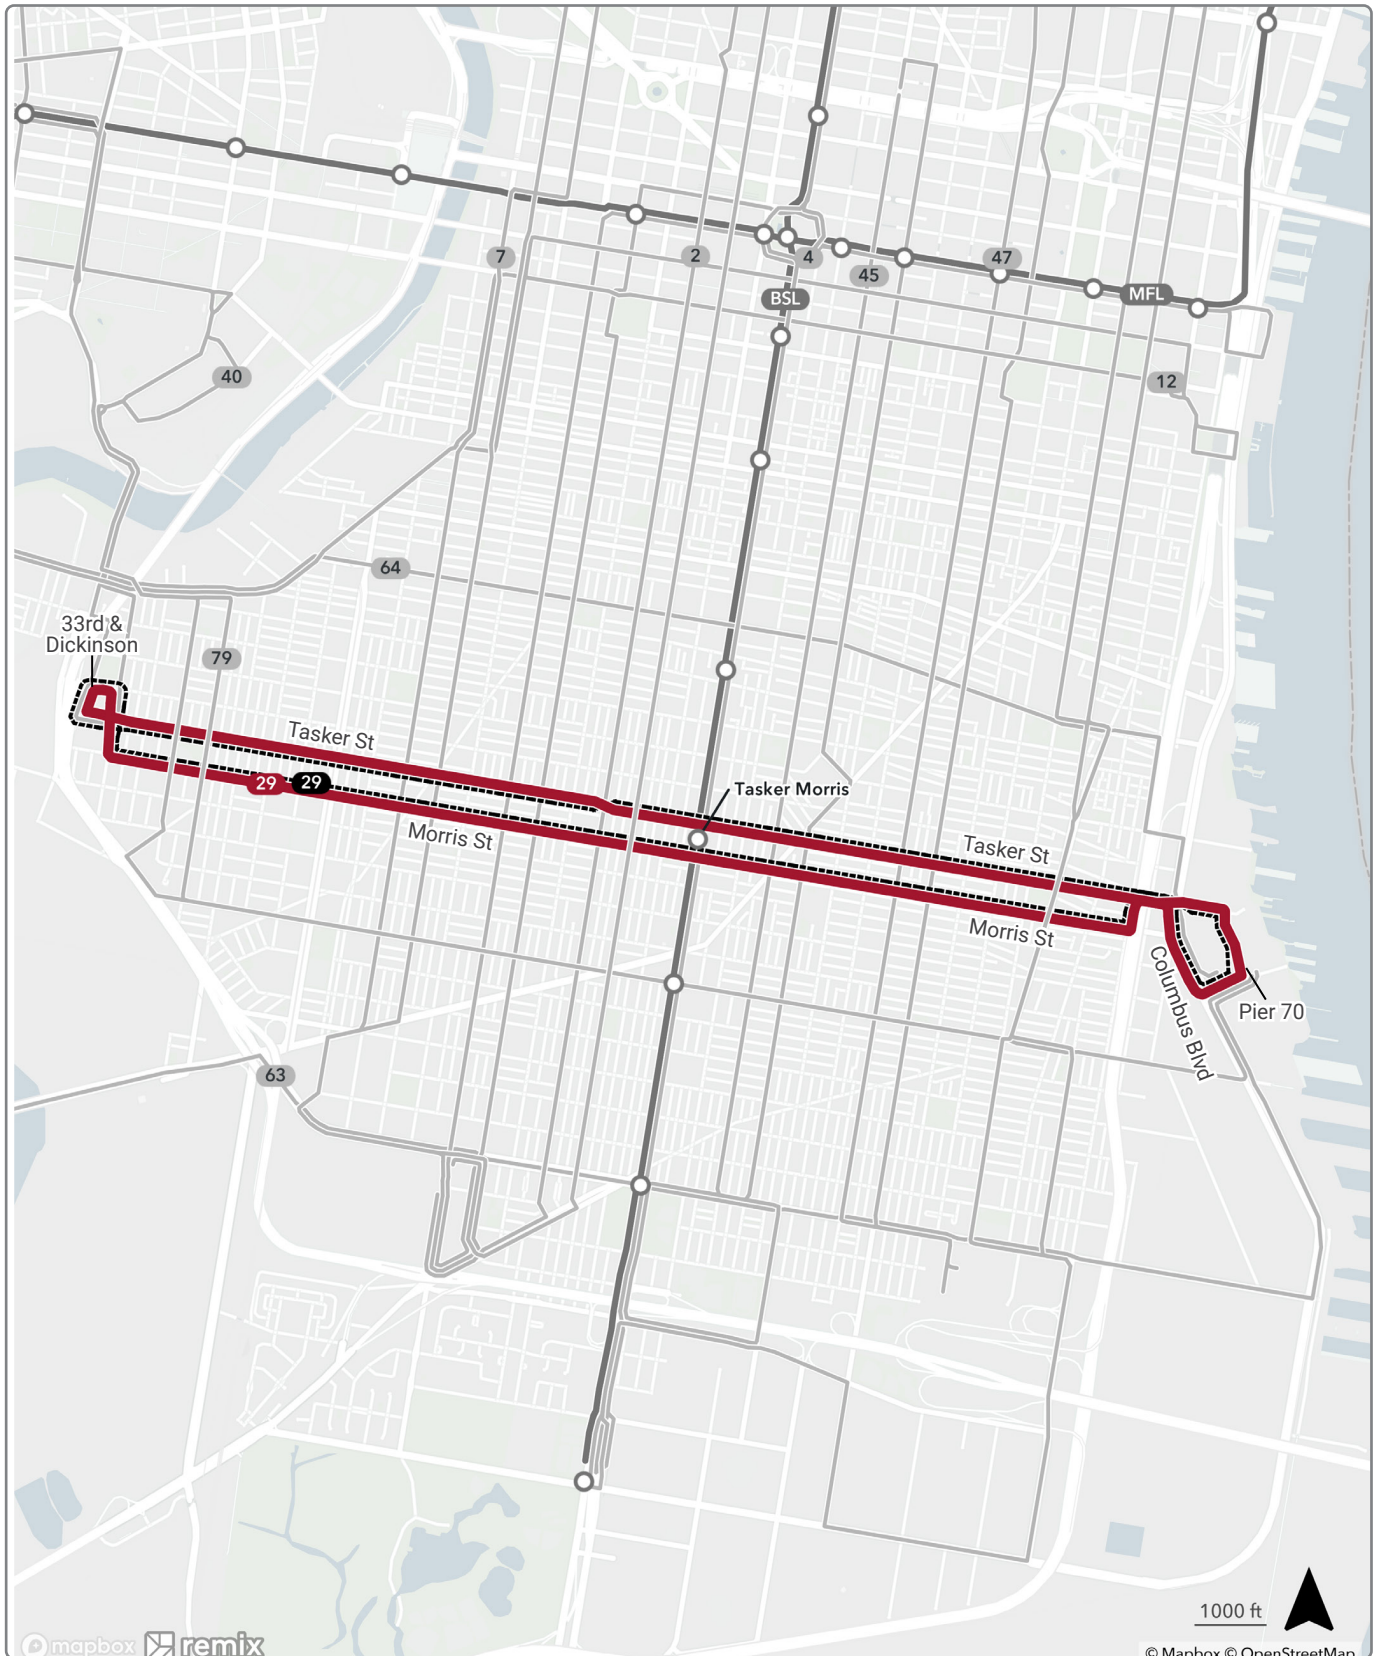 7
2
4
45
47
BSL
MFL
40
12
64
33rd &
Dickinson
79
Tasker St
29
29
Tasker Morris
Morris St
Tasker St
Morris St
Columbus Blvd
Pier 70
63
1000 ft
mapbox remix
© Mapbox © OpenStreetMap